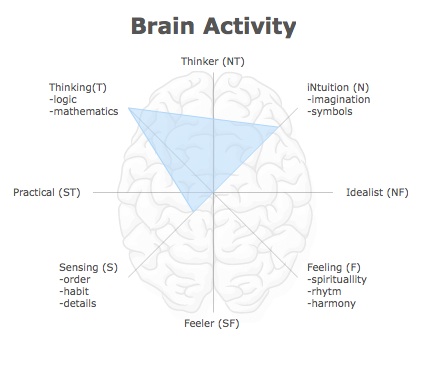 Brain Activity
Thinker (NT)
Thinking(T)
-logic
-mathematics
iNtuition (N)
-imagination
-symbols
Practical (ST)
Idealist (NF)
Sensing (S)
-order
-habit
-details
Feeling (F)
-spirituallity
-rhytm
-harmony
Feeler (SF)